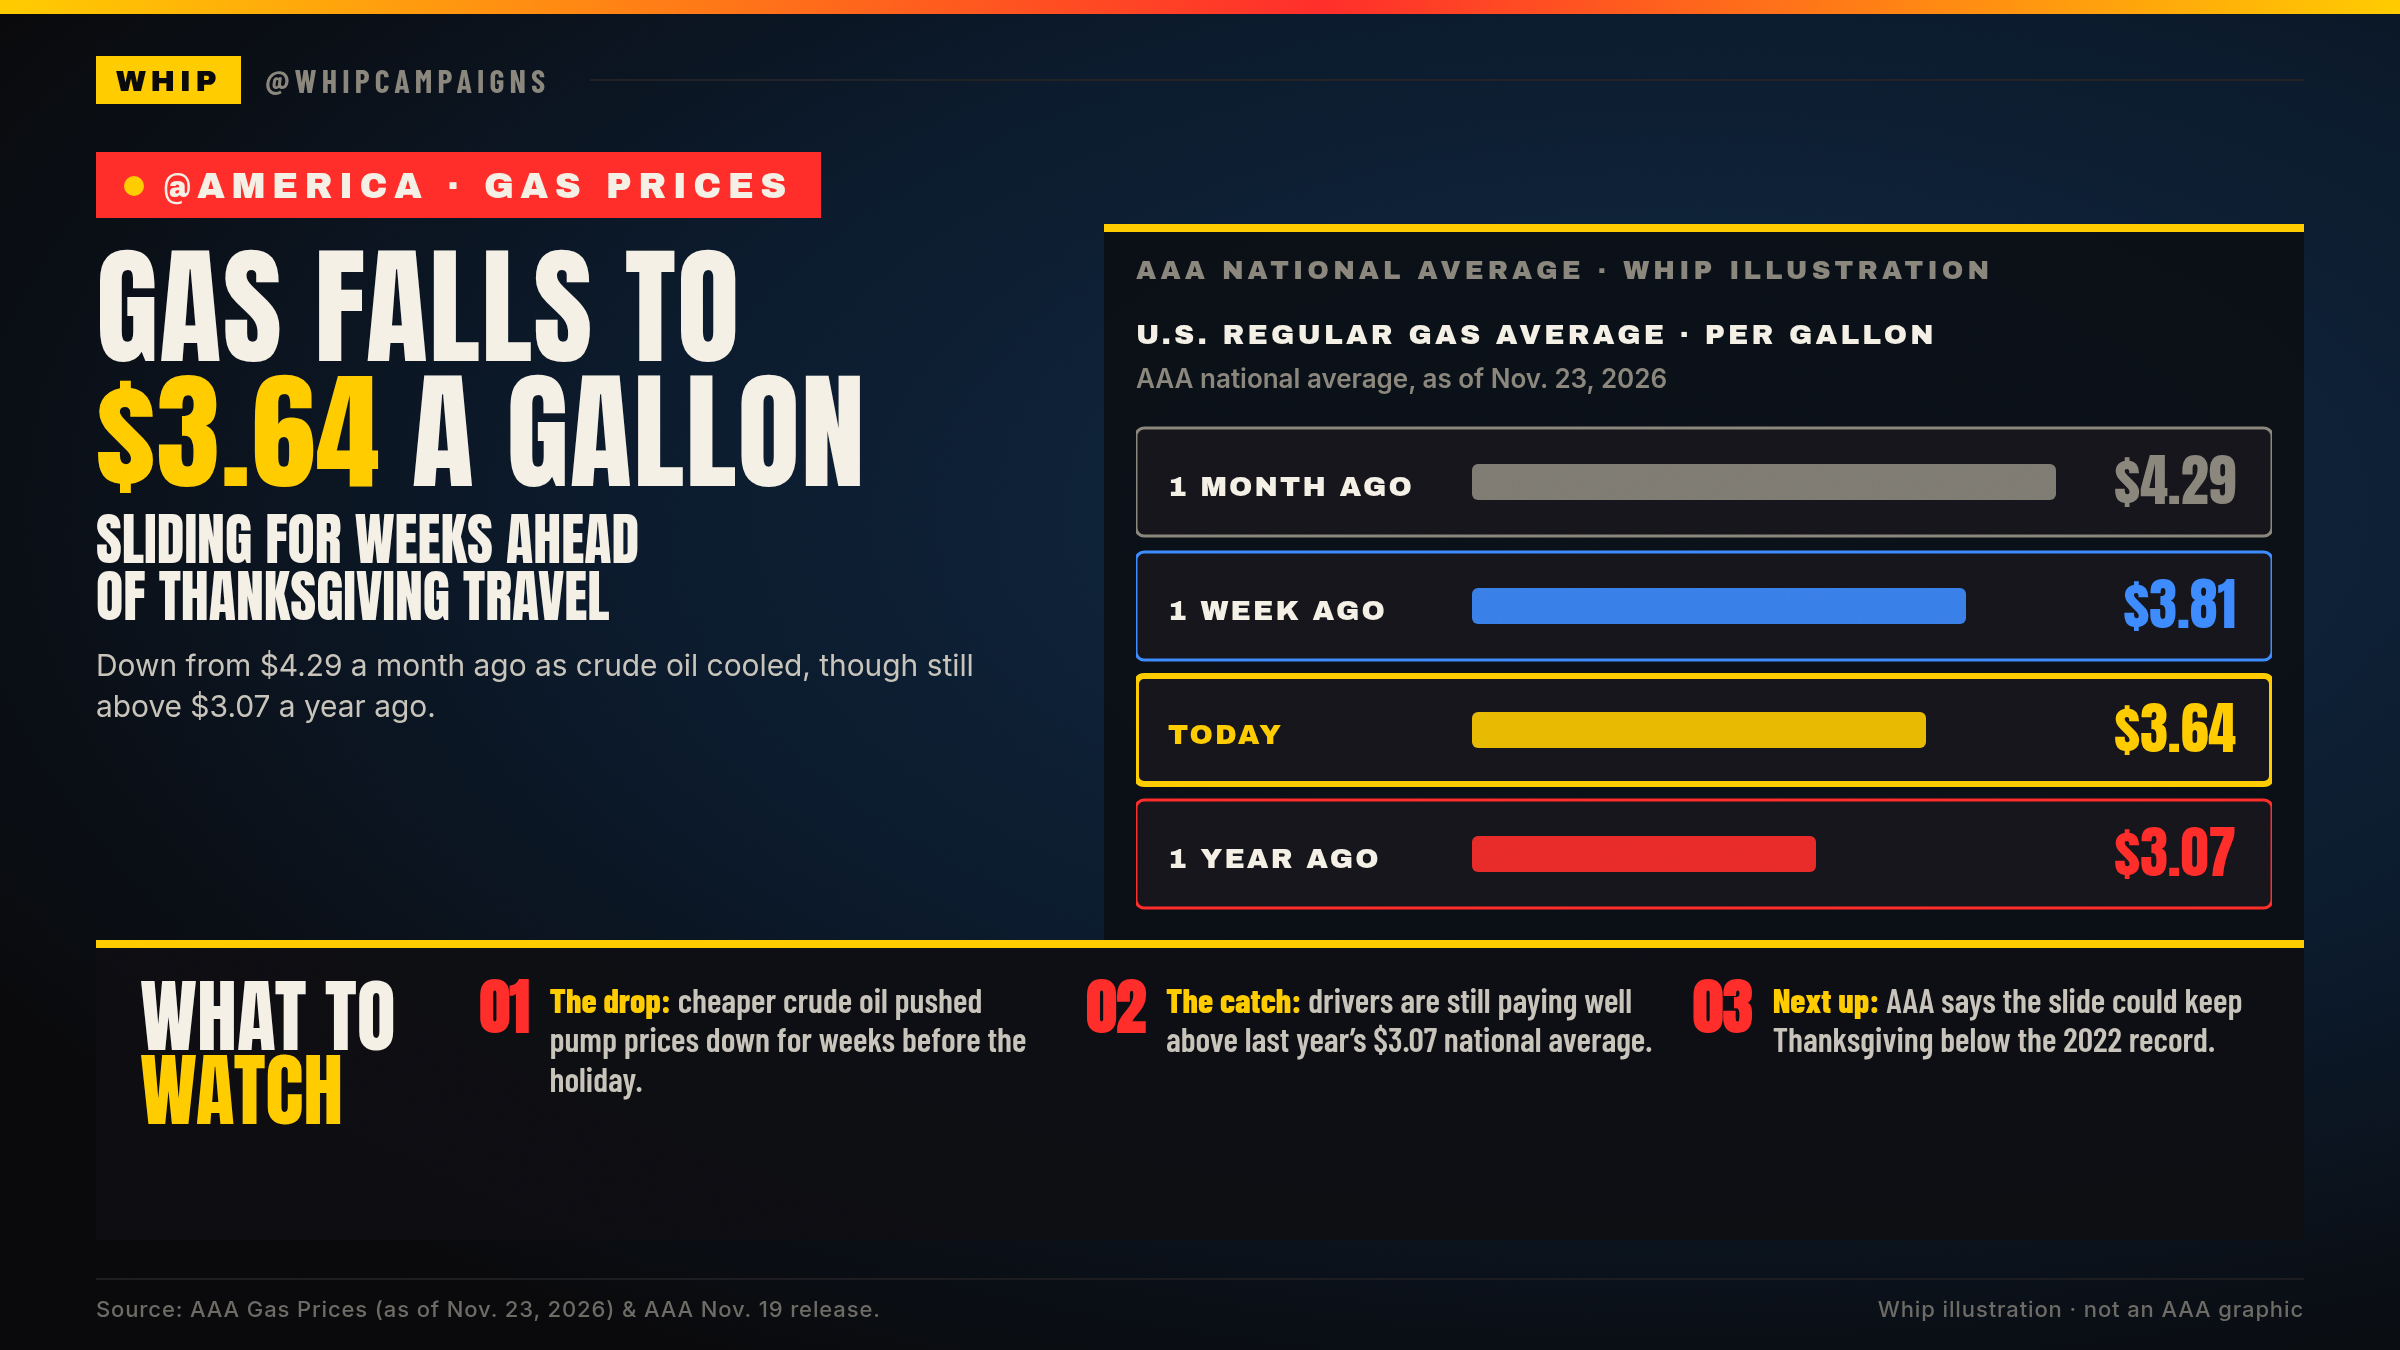 WHIP @WHIPCAMPAIGNS
@AMERICA · GAS PRICES
GAS FALLS TO
$3.64 A GALLON
SLIDING FOR WEEKS AHEAD
OF THANKSGIVING TRAVEL
Down from $4.29 a month ago as crude oil cooled, though still
above $3.07 a year ago.
AAA NATIONAL AVERAGE · WHIP ILLUSTRATION
U.S. REGULAR GAS AVERAGE · PER GALLON
AAA national average, as of Nov. 23, 2026
1 MONTH AGO $4.29
1 WEEK AGO $3.81
TODAY $3.64
1 YEAR AGO $3.07
WHAT TO
WATCH
01 The drop: cheaper crude oil pushed
pump prices down for weeks before the
holiday.
02 The catch: drivers are still paying well
above last year’s $3.07 national average.
03 Next up: AAA says the slide could keep
Thanksgiving below the 2022 record.
Source: AAA Gas Prices (as of Nov. 23, 2026) & AAA Nov. 19 release.
Whip illustration · not an AAA graphic